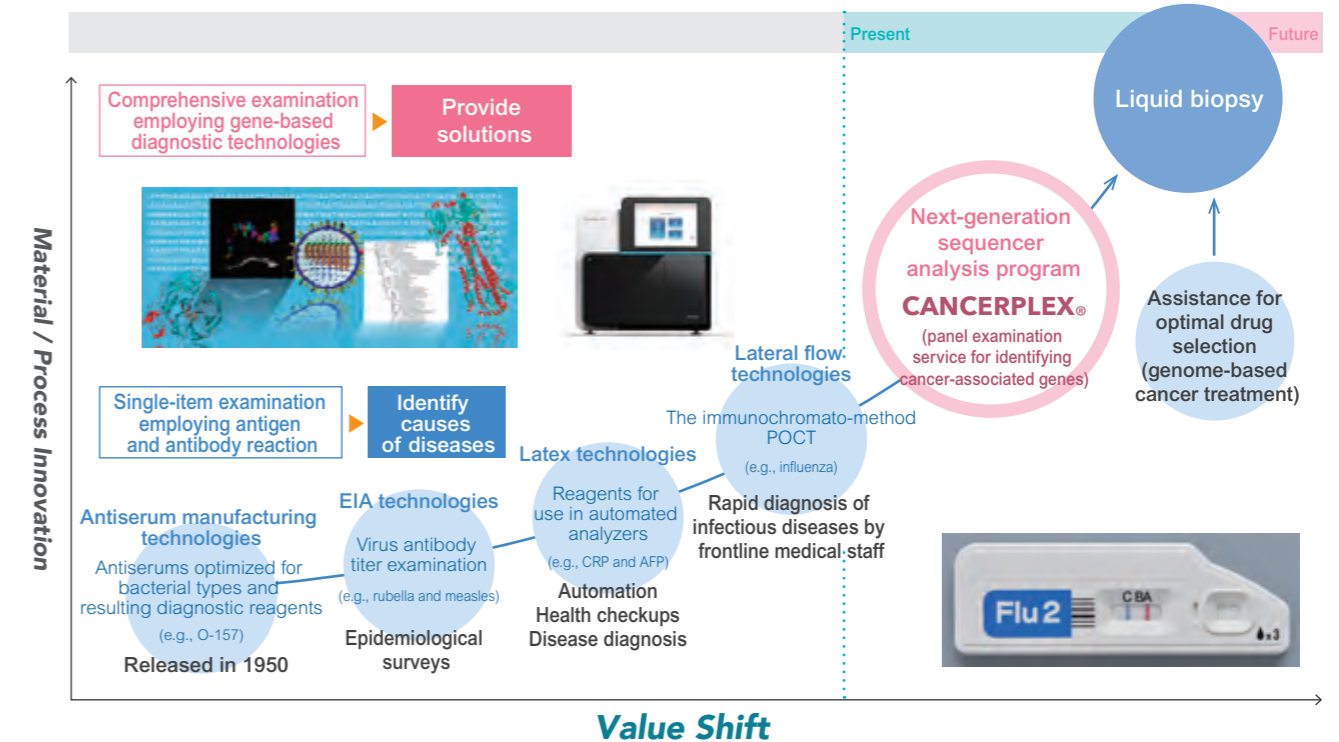 Present
Future
Comprehensive examination
employing gene-based
diagnostic technologies
Provide
solutions
Liquid biopsy
Next-generation
sequencer
analysis program
CANCERPLEX®
(panel examination
service for identifying
cancer-associated genes)
Assistance for
optimal drug
selection
(genome-based
cancer treatment)
Material / Process Innovation
Single-item examination
employing antigen
and antibody reaction
Identify
causes
of diseases
Lateral flow
technologies
The immunochromato-method
POCT
(e.g., influenza)
Rapid diagnosis of
infectious diseases by
frontline medical staff
Latex technologies
Reagents for
use in automated
analyzers
(e.g., CRP and AFP)
Automation
Health checkups
Disease diagnosis
EIA technologies
Virus antibody
titer examination
(e.g., rubella and measles)
Epidemiological
surveys
Antiserum manufacturing
technologies
Antiserums optimized for
bacterial types and
resulting diagnostic reagents
(e.g., O-157)
Released in 1950
Flu2
C BA
x3
Value Shift